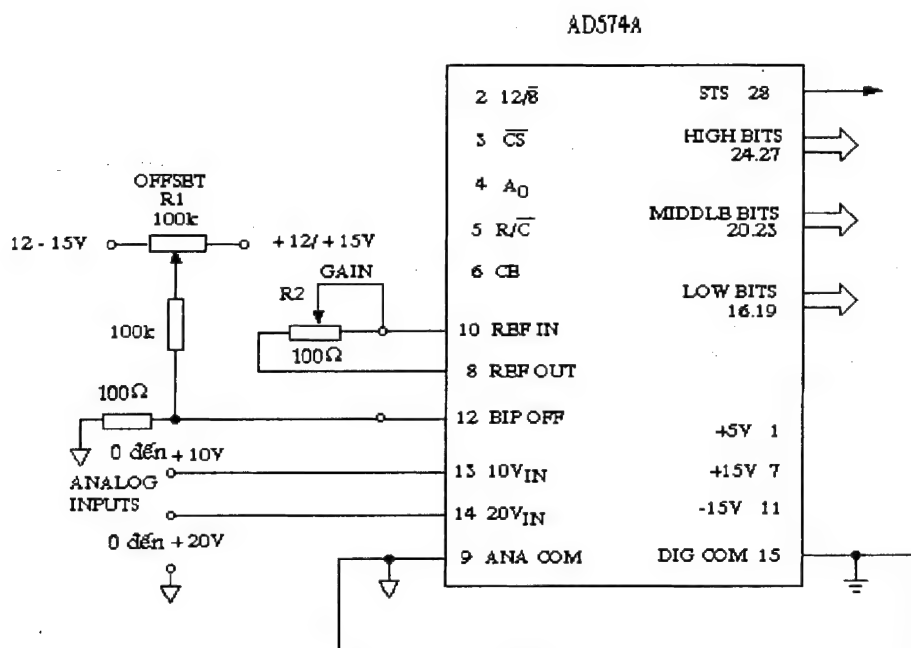 AD574A
2 12/8̅
STS 28
3 C̅S̅
HIGH BITS
24.27
4 A0
OFFSET
R1
100k
MIDDLE BITS
20.23
5 R/C̅
12 - 15V
+12/ + 15V
GAIN
6 CE
R2
LOW BITS
16.19
100k
10 REF IN
100Ω
8 REF OUT
100Ω
12 BIP OFF
+5V 1
0 đến + 10V
ANALOG
INPUTS
13 10VIN
+15V 7
14 20VIN
-15V 11
0 đến + 20V
9 ANA COM
DIG COM 15